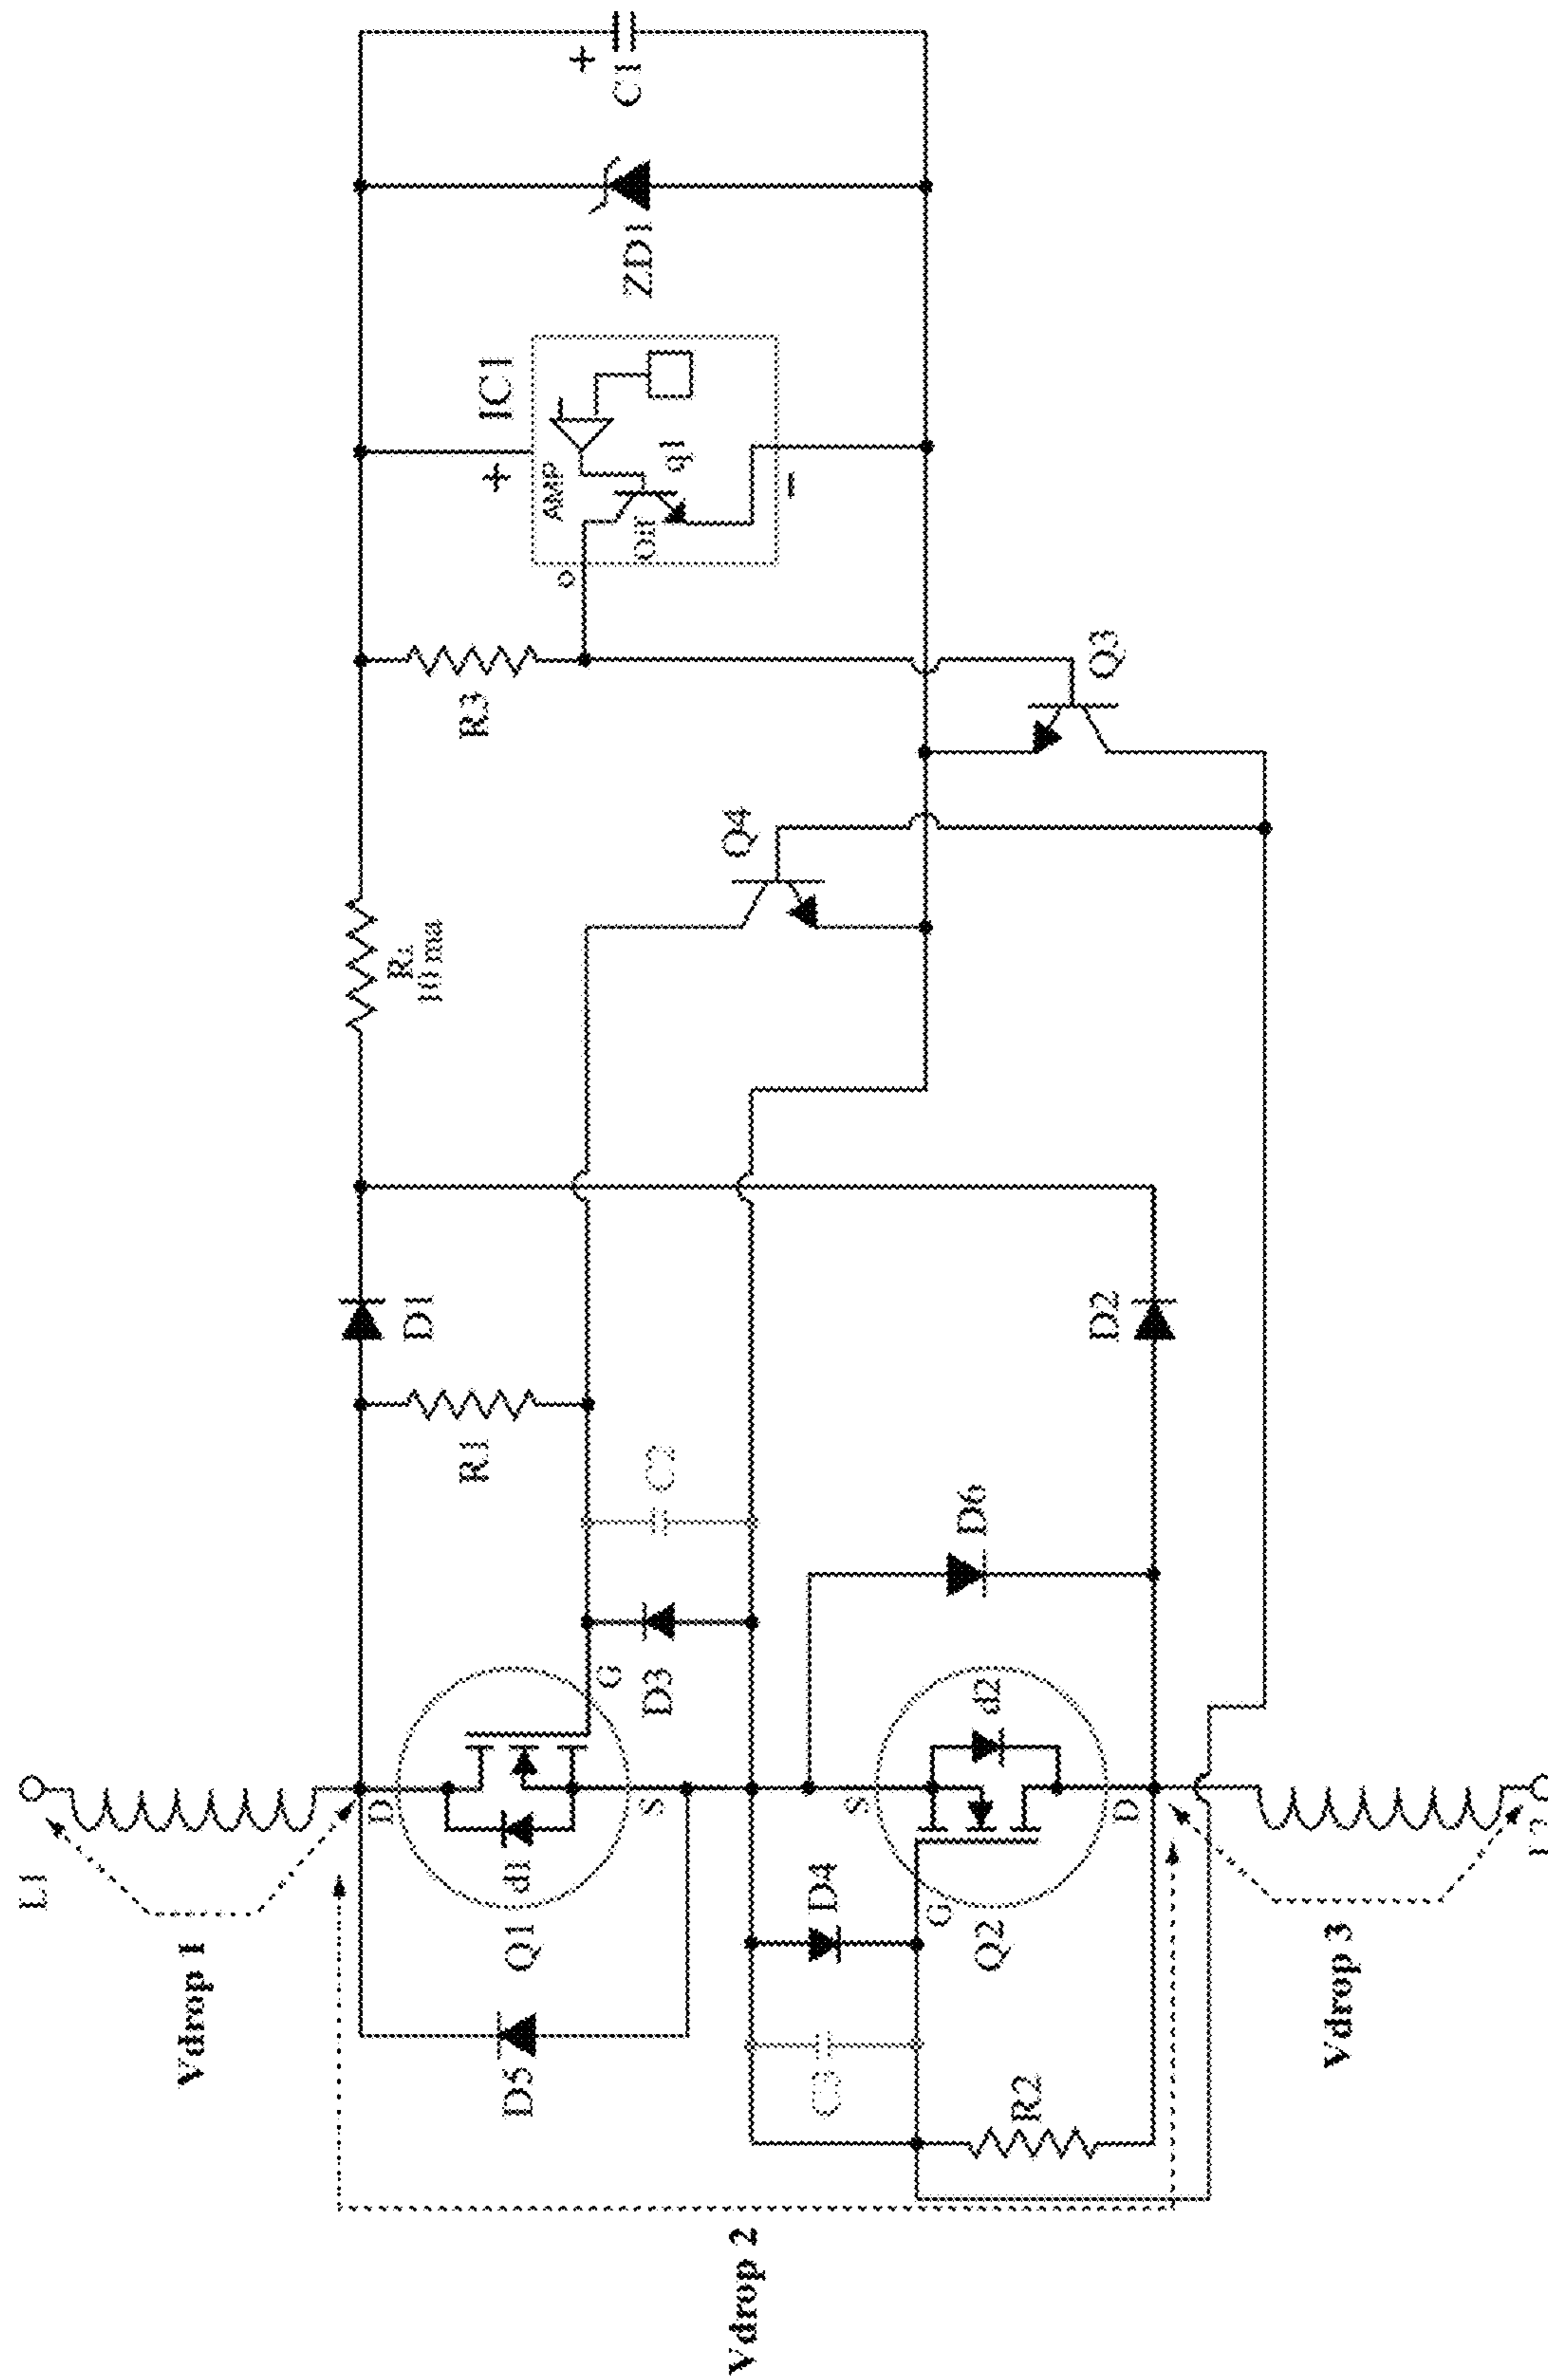 C1
+
ZD1
IC1
+
AMP
q1
O/F
o
−
R3
Q3
Q4
10 ma
D1
D2
R1
C2
D6
G
D3
d2
L1
D
S
S
D
d1
Q1
D4
G
Q2
Vdrop 1
Vdrop 3
D5
C3
R2
Vdrop 2